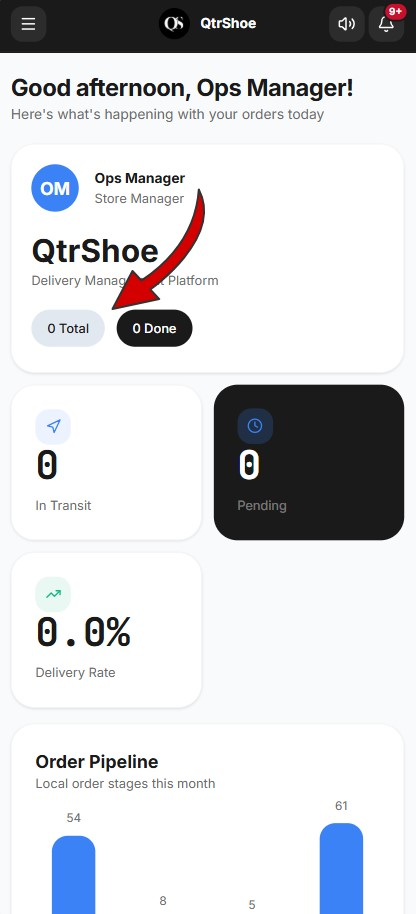 QS QtrShoe
9+
Good afternoon, Ops Manager!
Here's what's happening with your orders today
OM
Ops Manager
Store Manager
QtrShoe
Delivery Platform
0 Total
0 Done
0
In Transit
0
Pending
0.0%
Delivery Rate
Order Pipeline
Local order stages this month
54
8
5
61